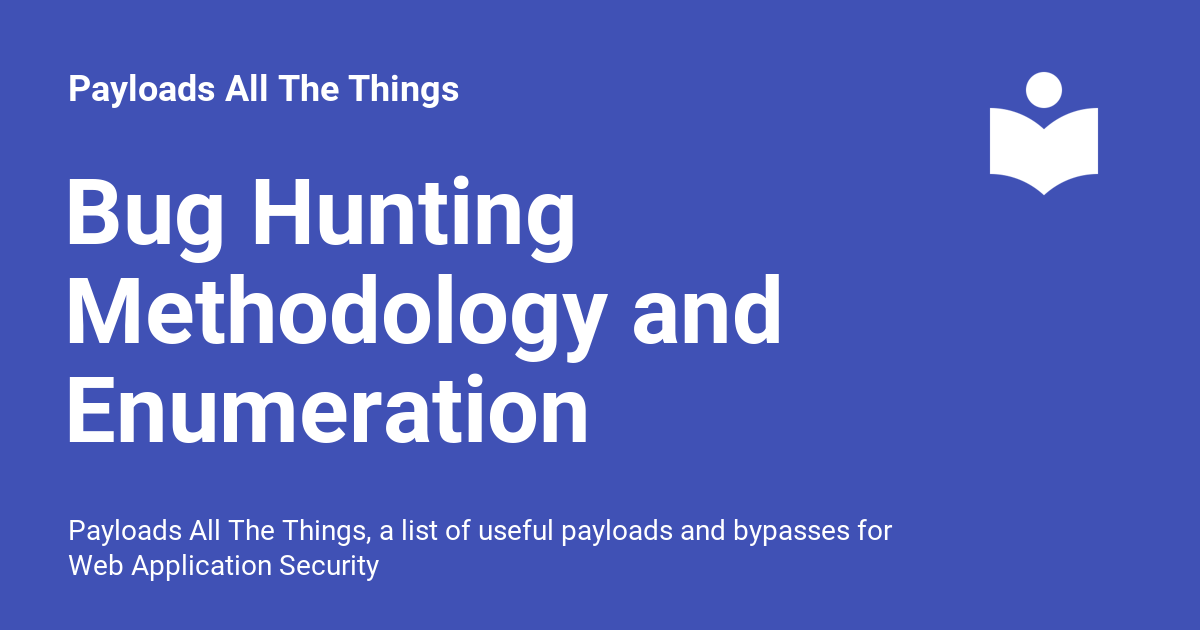 Payloads All The Things
Bug Hunting
Methodology and
Enumeration
Payloads All The Things, a list of useful payloads and bypasses for
Web Application Security